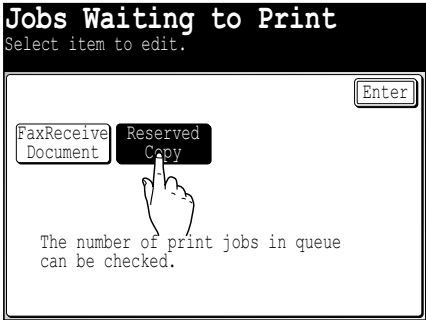 Jobs Waiting to Print
Select item to edit.
Enter
FaxReceive
Document
Reserved
Copy
The number of print jobs in queue
can be checked.